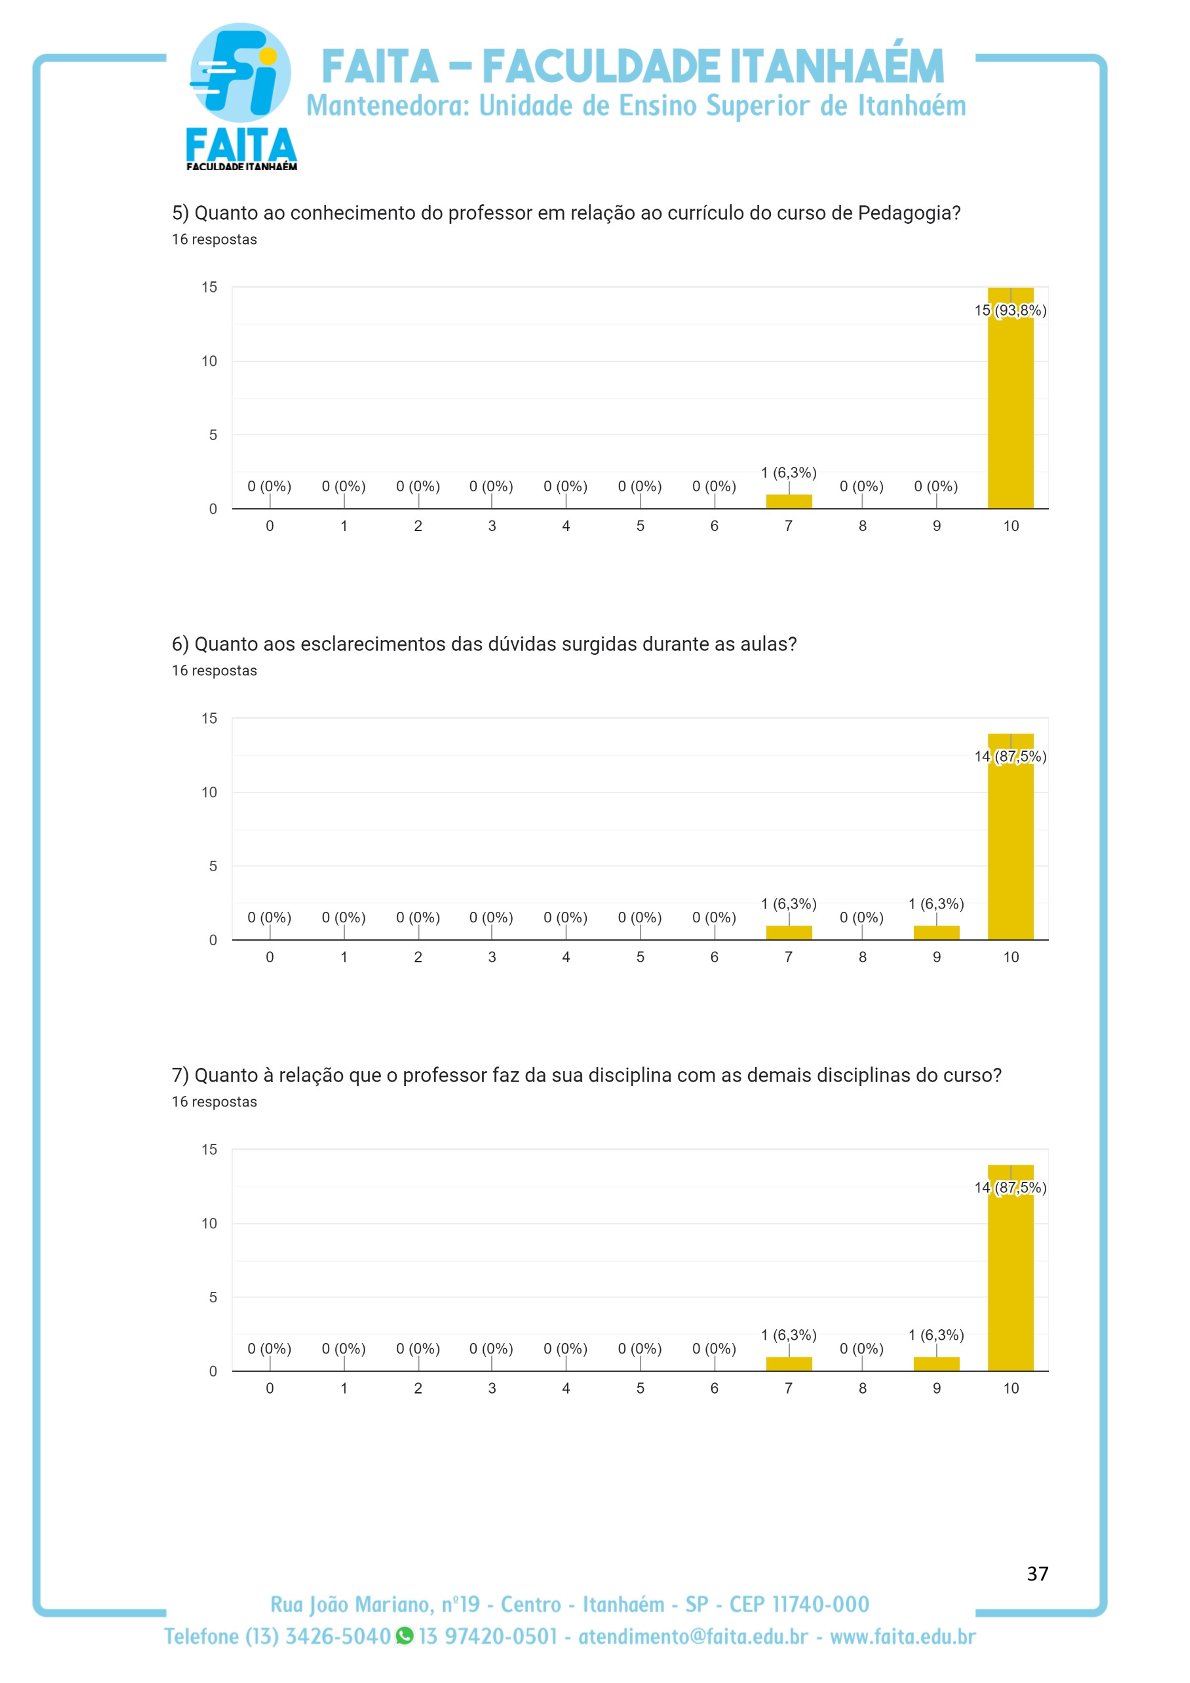 FAITA – FACULDADE ITANHAÉM
Mantenedora: Unidade de Ensino Superior de Itanhaém
Fi
FAITA
FACULDADE ITANHAÉM
5) Quanto ao conhecimento do professor em relação ao currículo do curso de Pedagogia?
16 respostas
15
15 (93,8%)
10
5
1 (6,3%)
0 (0%) 0 (0%) 0 (0%) 0 (0%) 0 (0%) 0 (0%) 0 (0%) 0 (0%) 0 (0%)
0
0 1 2 3 4 5 6 7 8 9 10
6) Quanto aos esclarecimentos das dúvidas surgidas durante as aulas?
16 respostas
15
14 (87,5%)
10
5
1 (6,3%) 1 (6,3%)
0 (0%) 0 (0%) 0 (0%) 0 (0%) 0 (0%) 0 (0%) 0 (0%) 0 (0%)
0
0 1 2 3 4 5 6 7 8 9 10
7) Quanto à relação que o professor faz da sua disciplina com as demais disciplinas do curso?
16 respostas
15
14 (87,5%)
10
5
1 (6,3%) 1 (6,3%)
0 (0%) 0 (0%) 0 (0%) 0 (0%) 0 (0%) 0 (0%) 0 (0%) 0 (0%)
0
0 1 2 3 4 5 6 7 8 9 10
37
Rua João Mariano, nº19 - Centro - Itanhaém - SP - CEP 11740-000
Telefone (13) 3426-5040 13 97420-0501 - atendimento@faita.edu.br - www.faita.edu.br